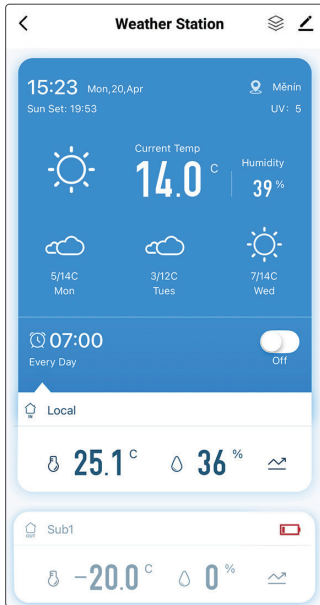 Weather Station
15:23 Mon,20,Apr
Měnín
Sun Set: 19:53
UV: 5
Current Temp
14.0 C
Humidity
39 %
5/14C
Mon
3/12C
Tues
7/14C
Wed
07:00
Every Day
Off
IN
Local
25.1 °C
36 %
OUT
Sub1
-20.0 °C
0 %